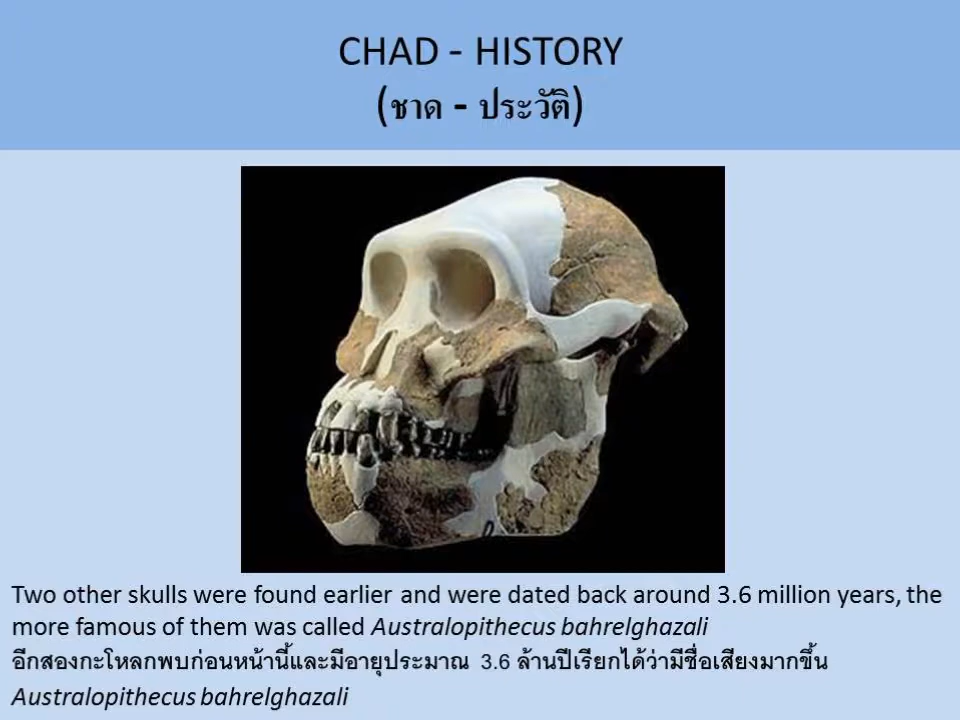 CHAD - HISTORY
(ชาด - ประวัติ)
Two other skulls were found earlier and were dated back around 3.6 million years, the
more famous of them was called Australopithecus bahrelghazali
อีกสองกะโหลกพบก่อนหน้านี้และมีอายุประมาณ 3.6 ล้านปีเรียกได้ว่ามีชื่อเสียงมากขึ้น
Australopithecus bahrelghazali